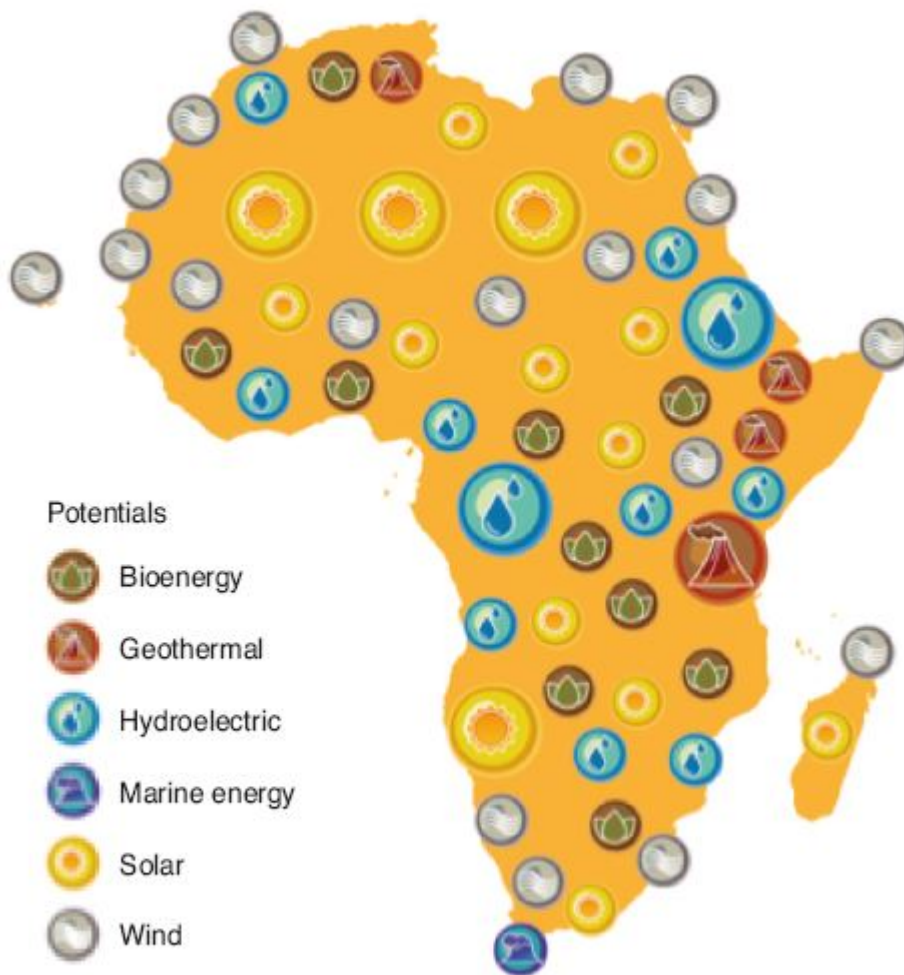 Potentials
Bioenergy
Geothermal
Hydroelectric
Marine energy
Solar
Wind